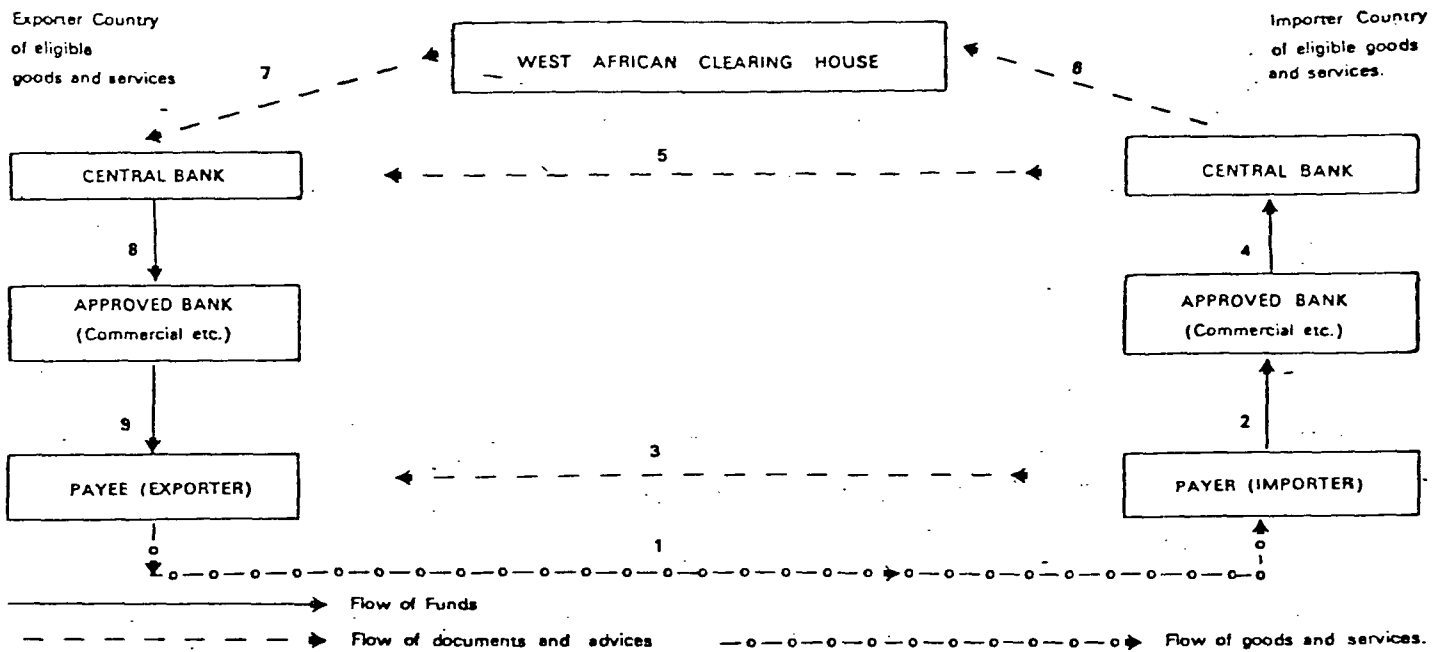 Exporter Country
of eligible
goods and services
Importer Country
of eligible goods
and services.
WEST AFRICAN CLEARING HOUSE
7
6
5
CENTRAL BANK
CENTRAL BANK
8
4
APPROVED BANK
(Commercial etc.)
APPROVED BANK
(Commercial etc.)
9
2
3
PAYEE (EXPORTER)
PAYER (IMPORTER)
1
Flow of Funds
Flow of documents and advices
Flow of goods and services.